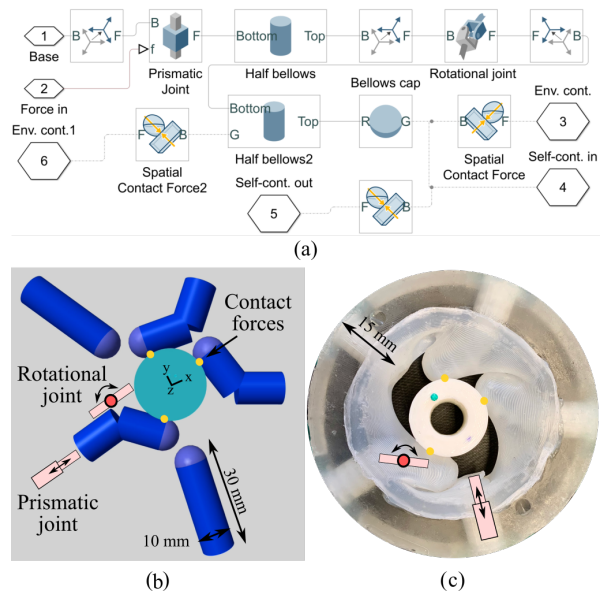 1
B
F
Base
B
F
f
Prismatic
Joint
Bottom
Top
Half bellows
B
F
B
F
Rotational joint
F
B
2
Force in
Env. cont.1
6
F
B
Spatial
Contact Force2
Bottom
G
Top
Half bellows2
Bellows cap
R
G
B
F
Spatial
Contact Force
Env. cont.
3
Self-cont. in
4
Self-cont. out
5
F
B
(a)
Contact
forces
Rotational
joint
y
x
z
Prismatic
joint
10 mm
30 mm
(b)
15 mm
(c)